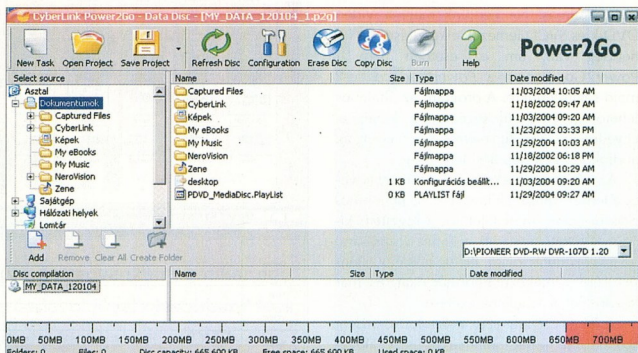 CyberLink Power2Go - Data Disc - [MY_DATA_120104_1.p2g]
New Task Open Project Save Project Refresh Disc Configuration Erase Disc Copy Disc Burn Help Power2Go
Select source
Asztal
Dokumentumok
Captured Files
CyberLink
Képek
My eBooks
My Music
NeroVision
Zene
Sajátgép
Hálózati helyek
Lomtár
Name Size Type Date modified
Captured Files Fájlmappa 11/03/2004 10:05 AM
CyberLink Fájlmappa 11/18/2002 09:47 AM
Képek Fájlmappa 11/03/2004 09:20 AM
My eBooks Fájlmappa 11/23/2002 03:33 PM
My Music Fájlmappa 11/29/2004 10:03 AM
NeroVision Fájlmappa 11/18/2002 06:18 PM
Zene Fájlmappa 11/29/2004 10:29 AM
desktop 1 KB Konfigurációs beállít... 11/03/2004 09:20 AM
PDVD_MediaDisc.PlayList 0 KB PLAYLIST fájl 11/29/2004 09:27 AM
Add Remove Clear All Create Folder
D:\PIONEER DVD-RW DVR-107D 1.20
Disc compilation
MY_DATA_120104
Name Size Type Date modified
0MB 50MB 100MB 150MB 200MB 250MB 300MB 350MB 400MB 450MB 500MB 550MB 600MB 650MB 700MB
Folders: 0 Files: 0 Disc capacity: 665,600 KB Free space: 665,600 KB Used space: 0 KB